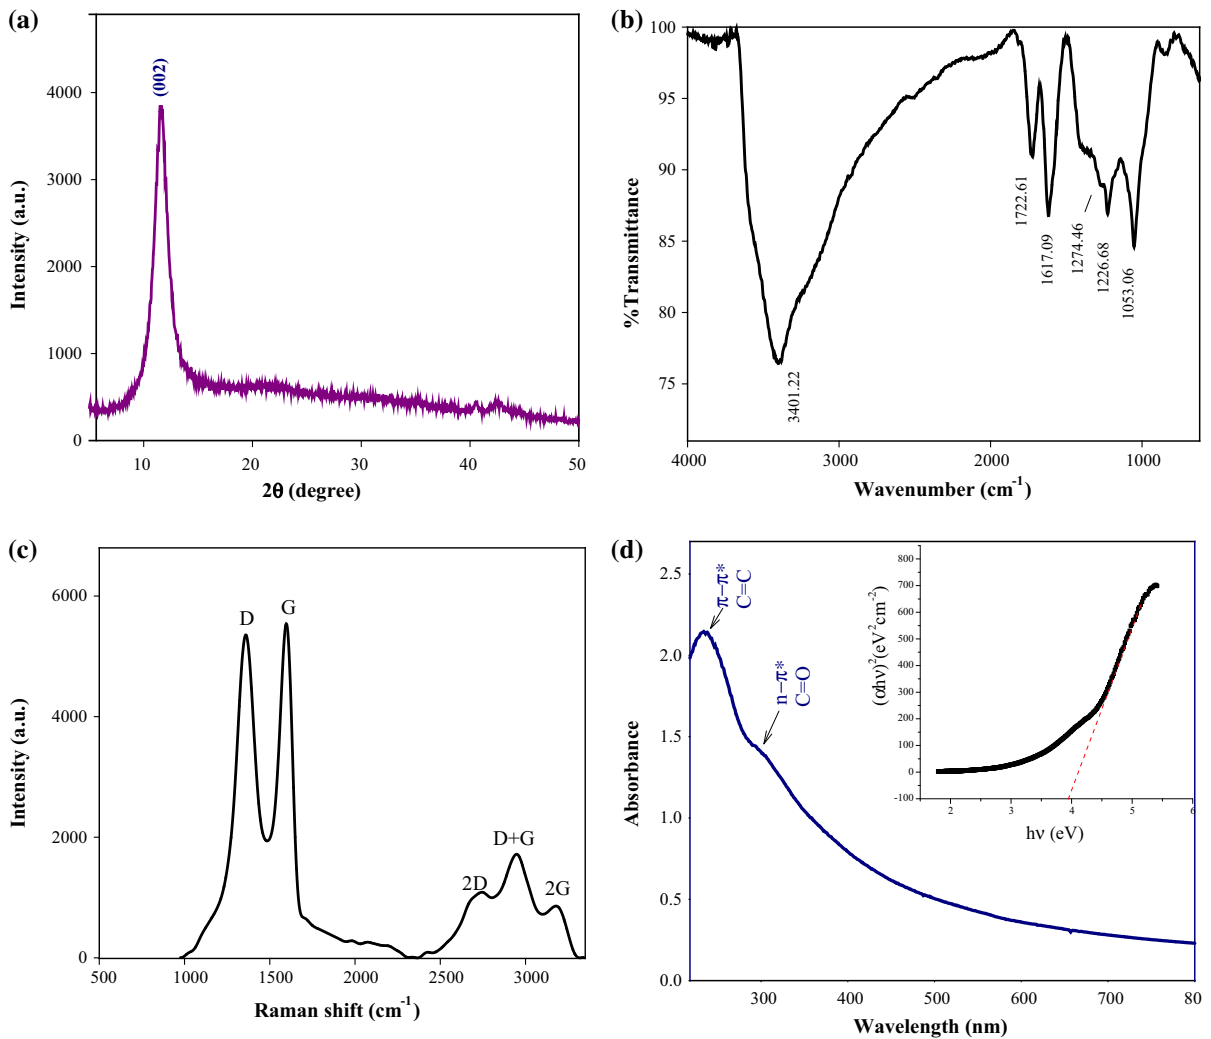 (a)
(002)
4000
3000
2000
1000
0
10
20
30
40
50
Intensity (a.u.)
2θ (degree)
(b)
100
95
90
85
80
75
4000
3000
2000
1000
%Transmittance
Wavenumber (cm-1)
3401.22
1722.61
1617.09
1274.46
1226.68
1053.06
(c)
6000
4000
2000
0
500
1000
1500
2000
2500
3000
Intensity (a.u.)
Raman shift (cm-1)
D
G
2D
D+G
2G
(d)
2.5
2.0
1.5
1.0
0.5
0.0
300
400
500
600
700
80
Absorbance
Wavelength (nm)
π−π*
C=C
n−π*
C=O
800
700
600
500
400
300
200
100
0
-100
2
3
4
5
6
(αhν)2(eV2cm-2)
hν (eV)